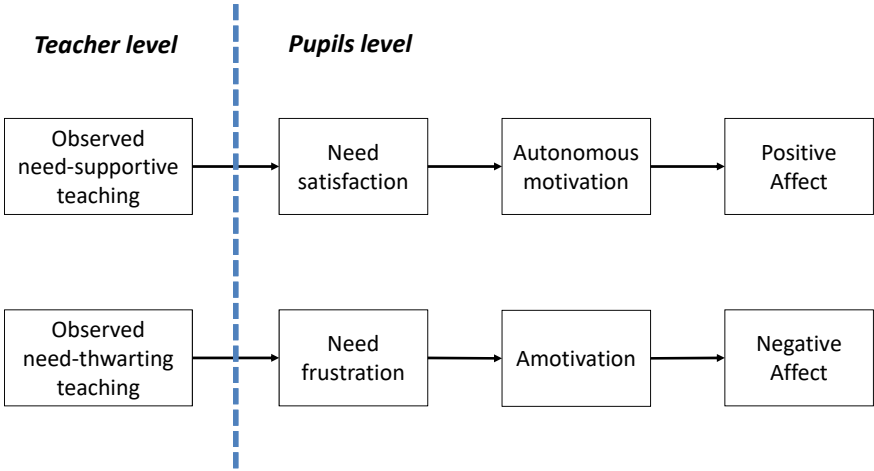 Teacher level
Pupils level
Observed
need-supportive
teaching
Need
satisfaction
Autonomous
motivation
Positive
Affect
Observed
need-thwarting
teaching
Need
frustration
Amotivation
Negative
Affect